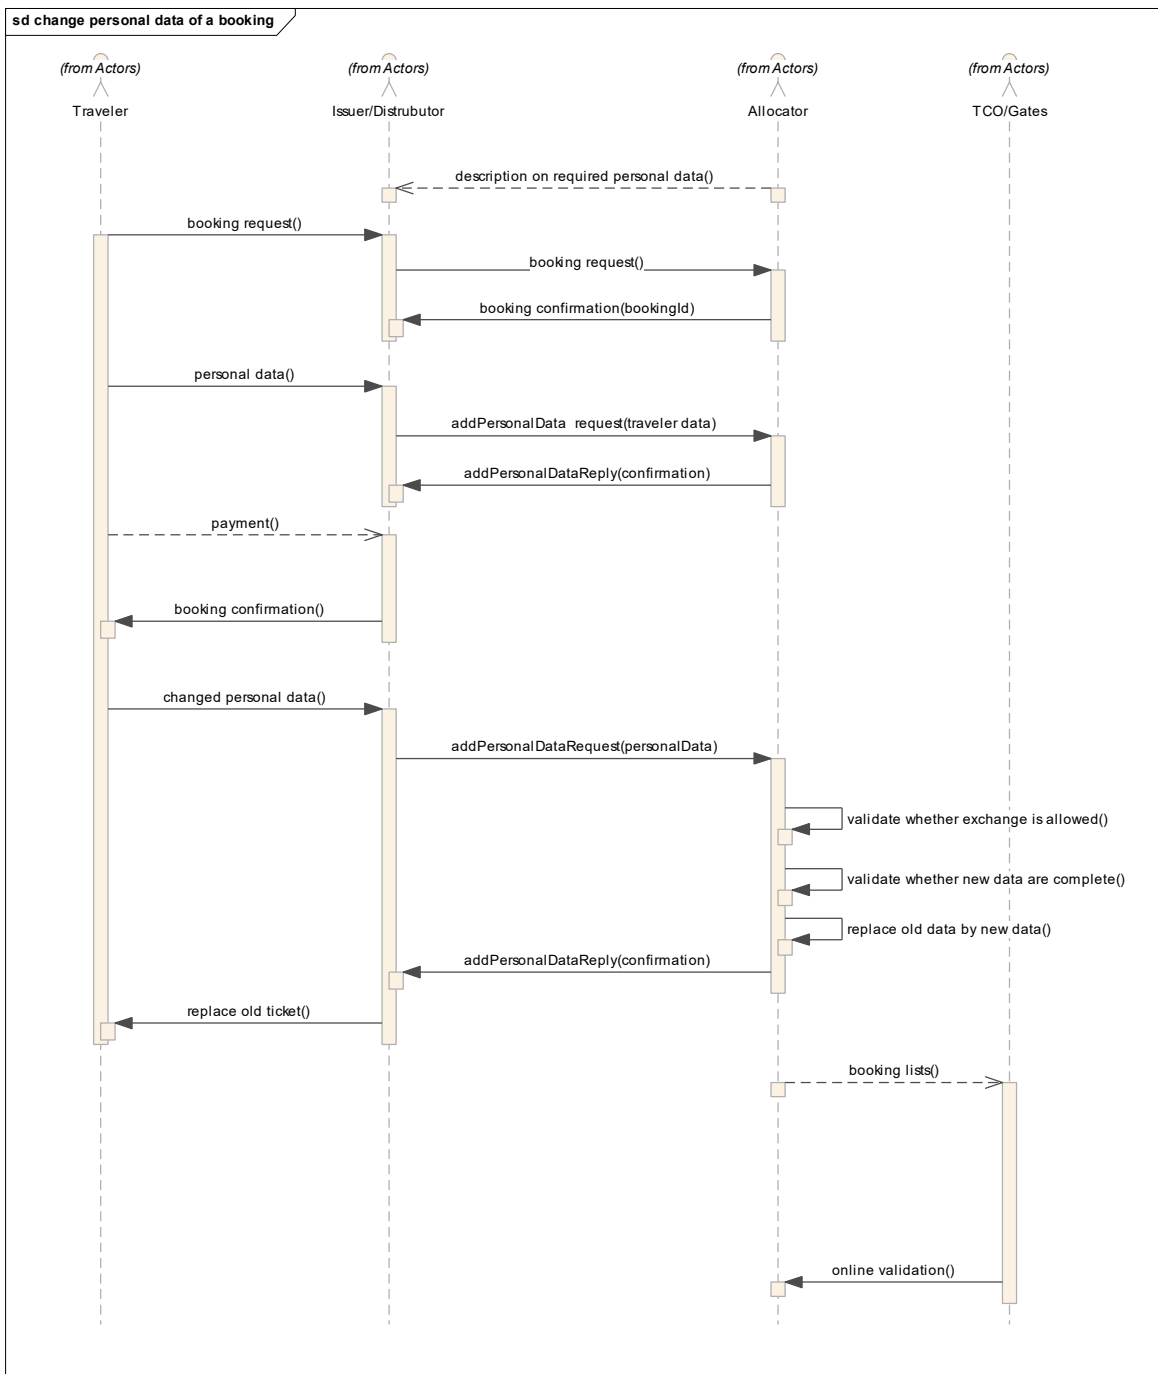 sd change personal data of a booking
(from Actors) (from Actors) (from Actors) (from Actors)
Traveler Issuer/Distrubutor Allocator TCO/Gates
description on required personal data()
booking request()
booking request()
booking confirmation(bookingId)
personal data()
addPersonalData request(traveler data)
addPersonalDataReply(confirmation)
payment()
booking confirmation()
changed personal data()
addPersonalDataRequest(personalData)
validate whether exchange is allowed()
validate whether new data are complete()
replace old data by new data()
addPersonalDataReply(confirmation)
replace old ticket()
booking lists()
online validation()